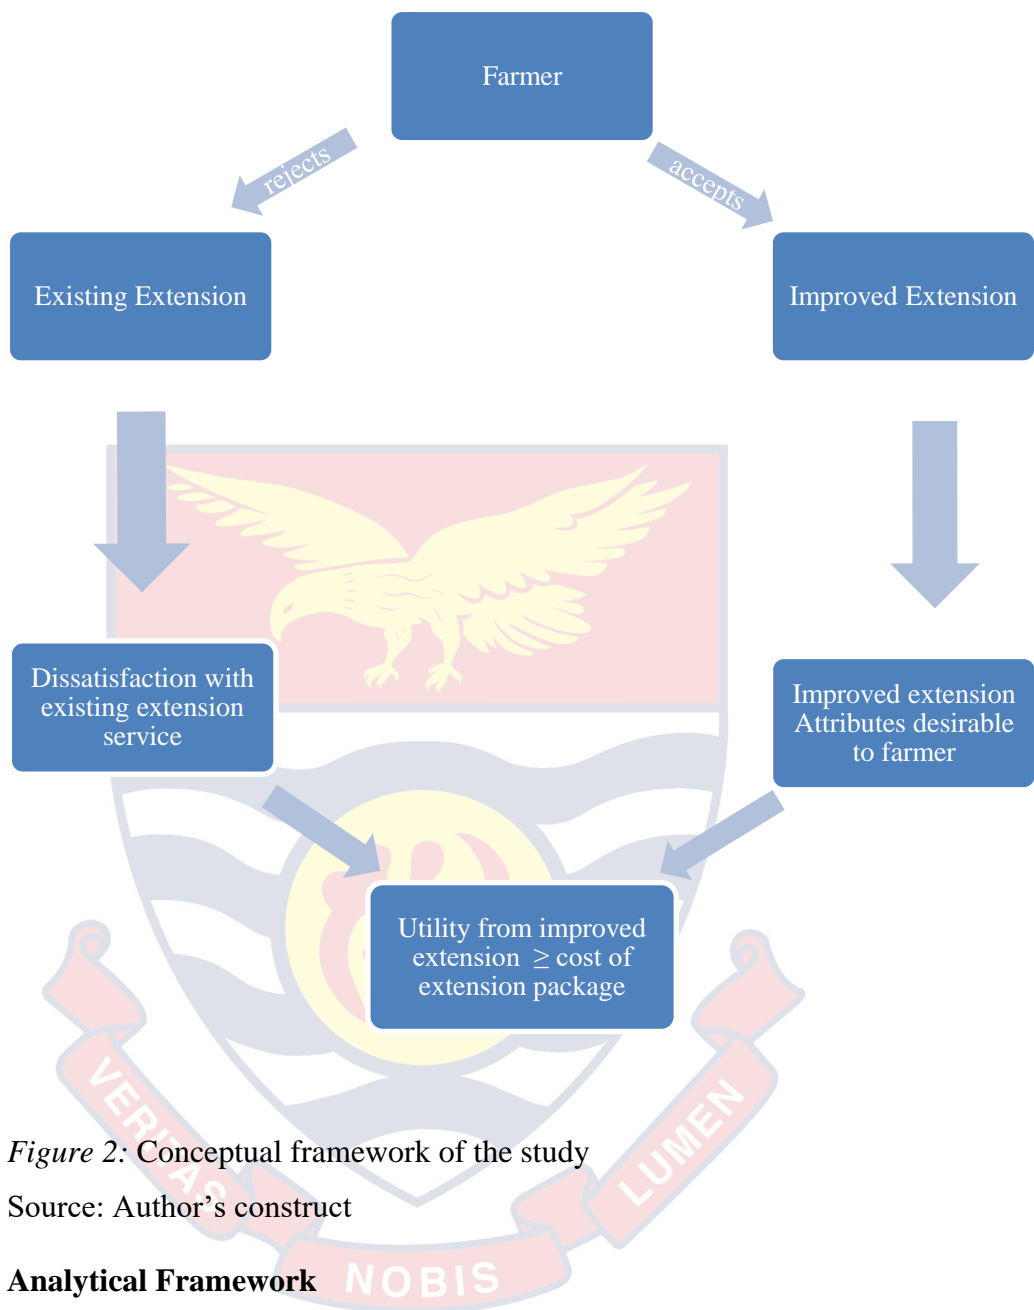 Farmer
rejects
accepts
Existing Extension
Improved Extension
Dissatisfaction with
existing extension
service
Improved extension
Attributes desirable
to farmer
Utility from improved
extension ≥ cost of
extension package
VERITAS
NOBIS
LUMEN
Figure 2: Conceptual framework of the study
Source: Author’s construct
Analytical Framework